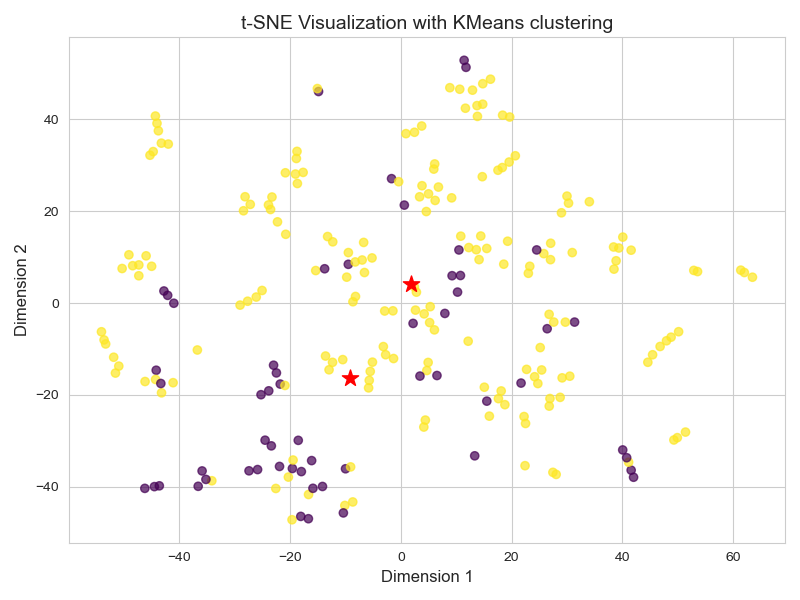 t-SNE Visualization with KMeans clustering
Dimension 2
40
20
0
−20
−40
−40 −20 0 20 40 60
Dimension 1